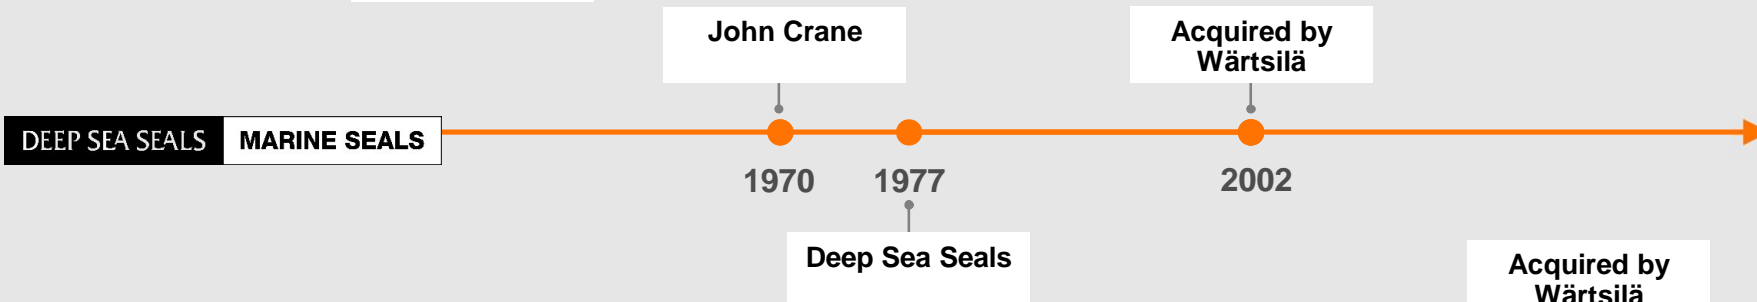 John Crane
Acquired by
Wärtsilä
DEEP SEA SEALS MARINE SEALS
1970 1977 2002
Deep Sea Seals
Acquired by
Wärtsilä